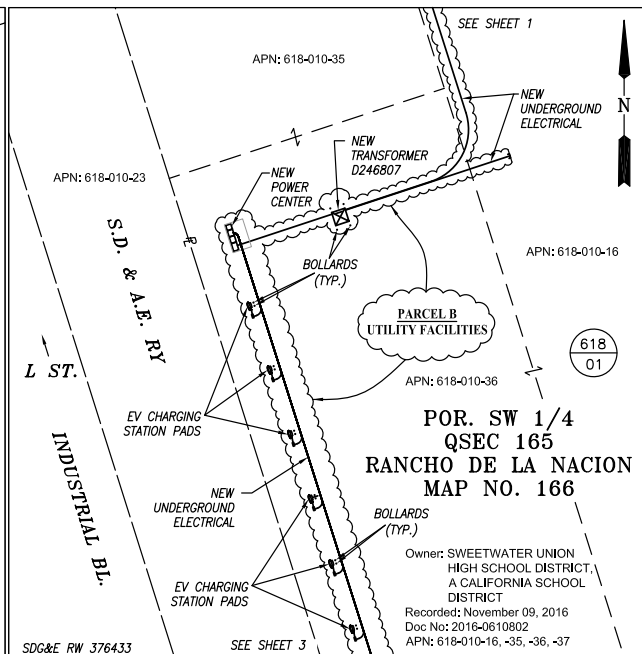 SEE SHEET 1
APN: 618-010-35
N
NEW
UNDERGROUND
ELECTRICAL
NEW
TRANSFORMER
D246807
APN: 618-010-23
NEW
POWER
CENTER
S.D. & A.E. RY
BOLLARDS
(TYP.)
APN: 618-010-16
PARCEL B
UTILITY FACILITIES
618
01
L ST.
APN: 618-010-36
EV CHARGING
STATION PADS
POR. SW 1/4
QSEC 165
RANCHO DE LA NACION
MAP NO. 166
INDUSTRIAL BL.
NEW
UNDERGROUND
ELECTRICAL
BOLLARDS
(TYP.)
EV CHARGING
STATION PADS
Owner: SWEETWATER UNION
HIGH SCHOOL DISTRICT,
A CALIFORNIA SCHOOL
DISTRICT
Recorded: November 09, 2016
Doc No: 2016-0610802
APN: 618-010-16, -35, -36, -37
SDG&E RW 376433
SEE SHEET 3